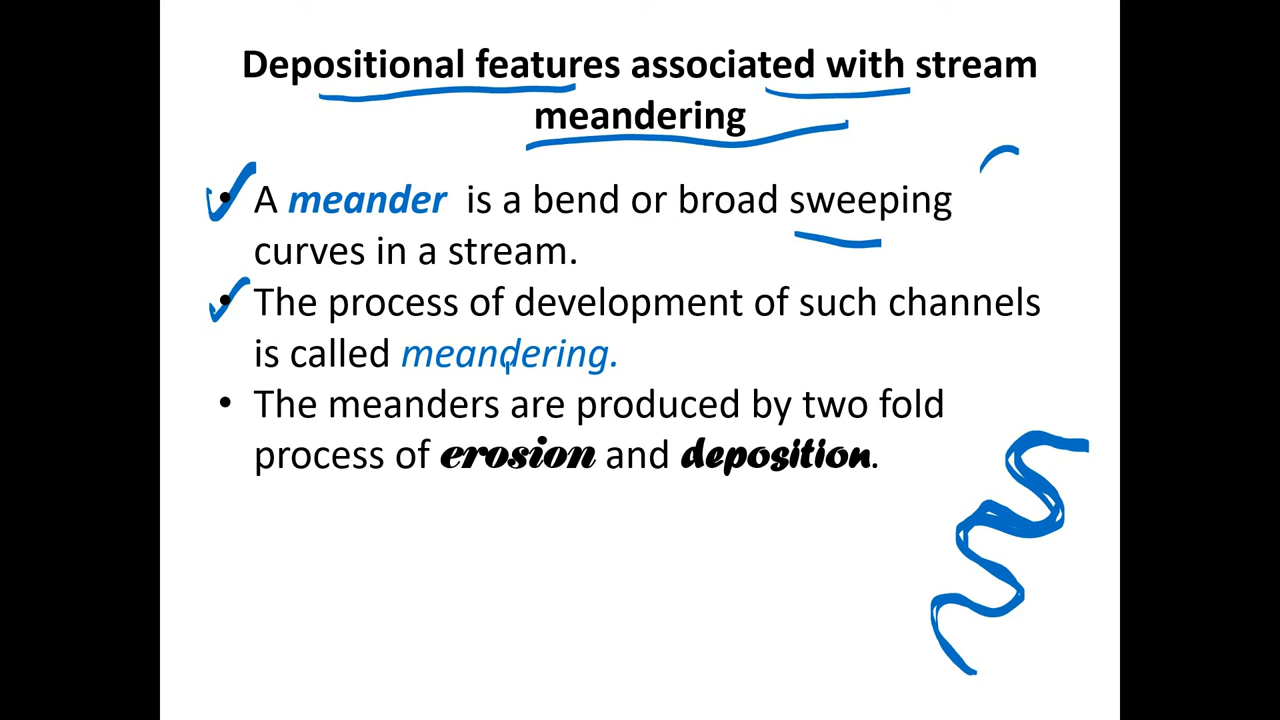 Depositional features associated with stream
meandering
• A meander is a bend or broad sweeping
curves in a stream.
• The process of development of such channels
is called meandering.
• The meanders are produced by two fold
process of erosion and deposition.